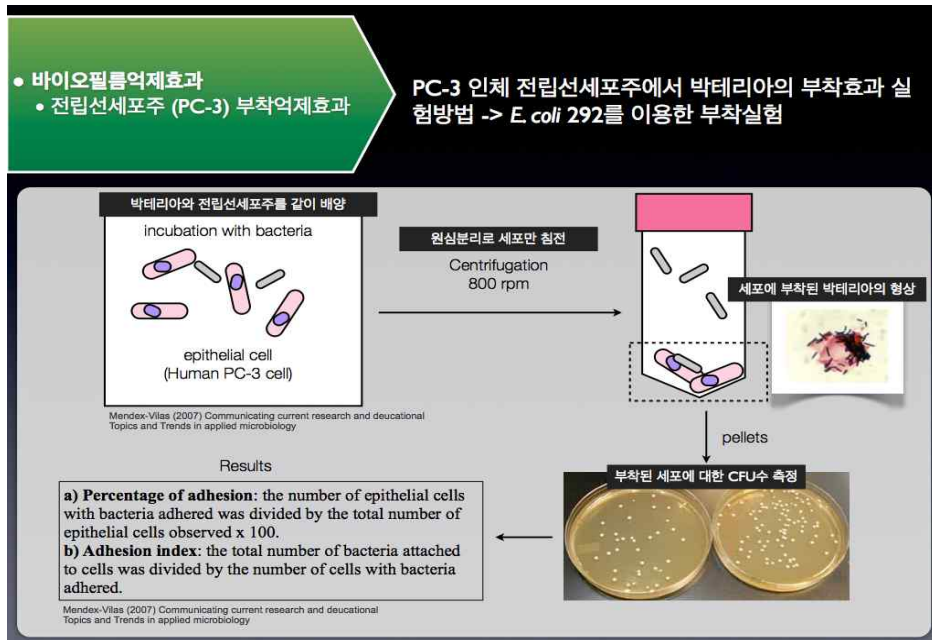 • 바이오필름억제효과
• 전립선세포주 (PC-3) 부착억제효과
PC-3 인체 전립선세포주에서 박테리아의 부착효과 실
험방법 -> E. coli 292를 이용한 부착실험
박테리아와 전립선세포주를 같이 배양
incubation with bacteria
epithelial cell
(Human PC-3 cell)
Mendex-Vilas (2007) Communicating current research and deucational
Topics and Trends in applied microbiology
원심분리로 세포만 침전
Centrifugation
800 rpm
세포에 부착된 박테리아의 형상
pellets
부착된 세포에 대한 CFU수 측정
Results
a) Percentage of adhesion: the number of epithelial cells
with bacteria adhered was divided by the total number of
epithelial cells observed x 100.
b) Adhesion index: the total number of bacteria attached
to cells was divided by the number of cells with bacteria
adhered.
Mendex-Vilas (2007) Communicating current research and deucational
Topics and Trends in applied microbiology